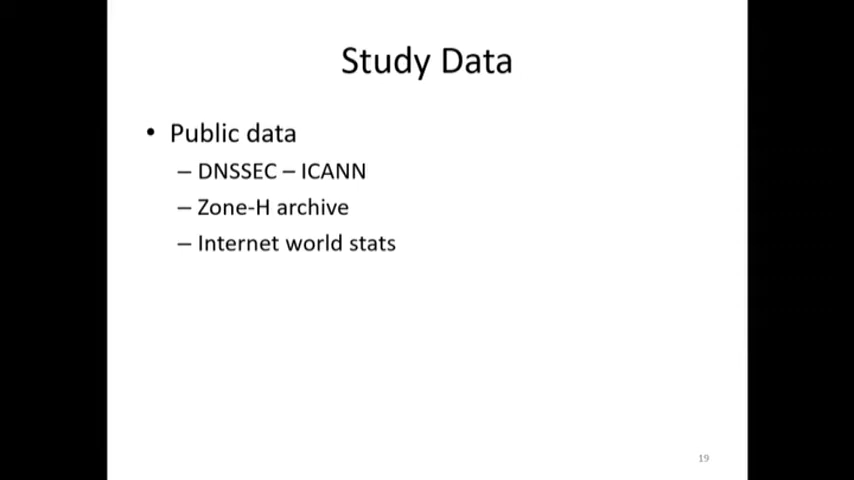 Study Data
• Public data
– DNSSEC – ICANN
– Zone-H archive
– Internet world stats
19